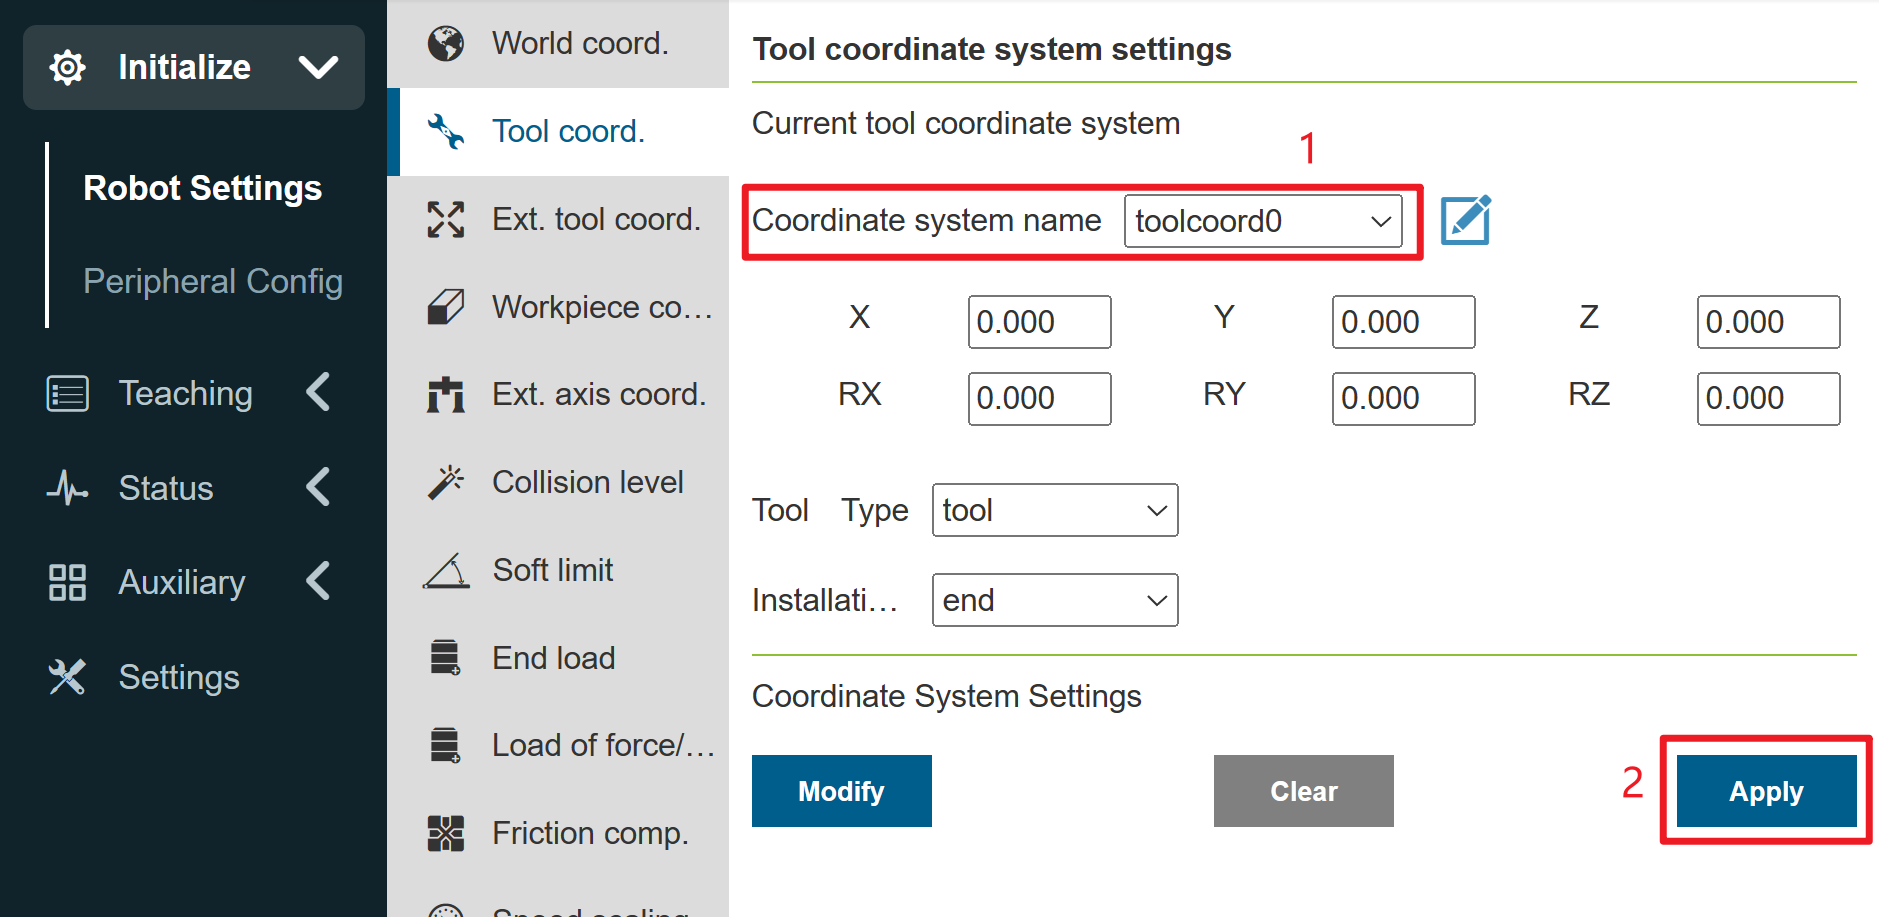 Initialize
Robot Settings
Peripheral Config
Teaching
Status
Auxiliary
Settings
World coord.
Tool coord.
Ext. tool coord.
Workpiece co…
Ext. axis coord.
Collision level
Soft limit
End load
Load of force/…
Friction comp.
Speed scaling
Tool coordinate system settings
Current tool coordinate system
1
Coordinate system name toolcoord0
X 0.000 Y 0.000 Z 0.000
RX 0.000 RY 0.000 RZ 0.000
Tool Type tool
Installati… end
Coordinate System Settings
Modify Clear 2 Apply